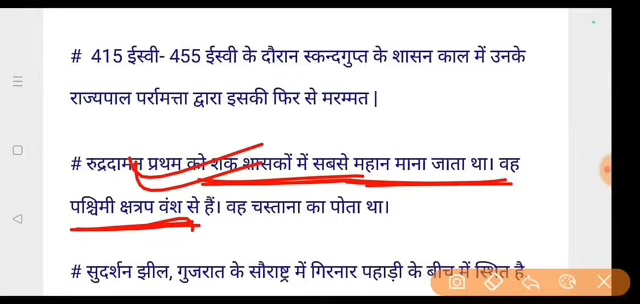 # 415 ईस्वी- 455 ईस्वी के दौरान स्कन्दगुप्त के शासन काल में उनके
राज्यपाल पर्रामत्ता द्वारा इसकी फिर से मरम्मत |
# रुद्रदामन प्रथम को शक शासकों में सबसे महान माना जाता था। वह
पश्चिमी क्षत्रप वंश से हैं। वह चस्ताना का पोता था।
# सुदर्शन झील, गुजरात के सौराष्ट्र में गिरनार पहाड़ी के बीच में स्थित है